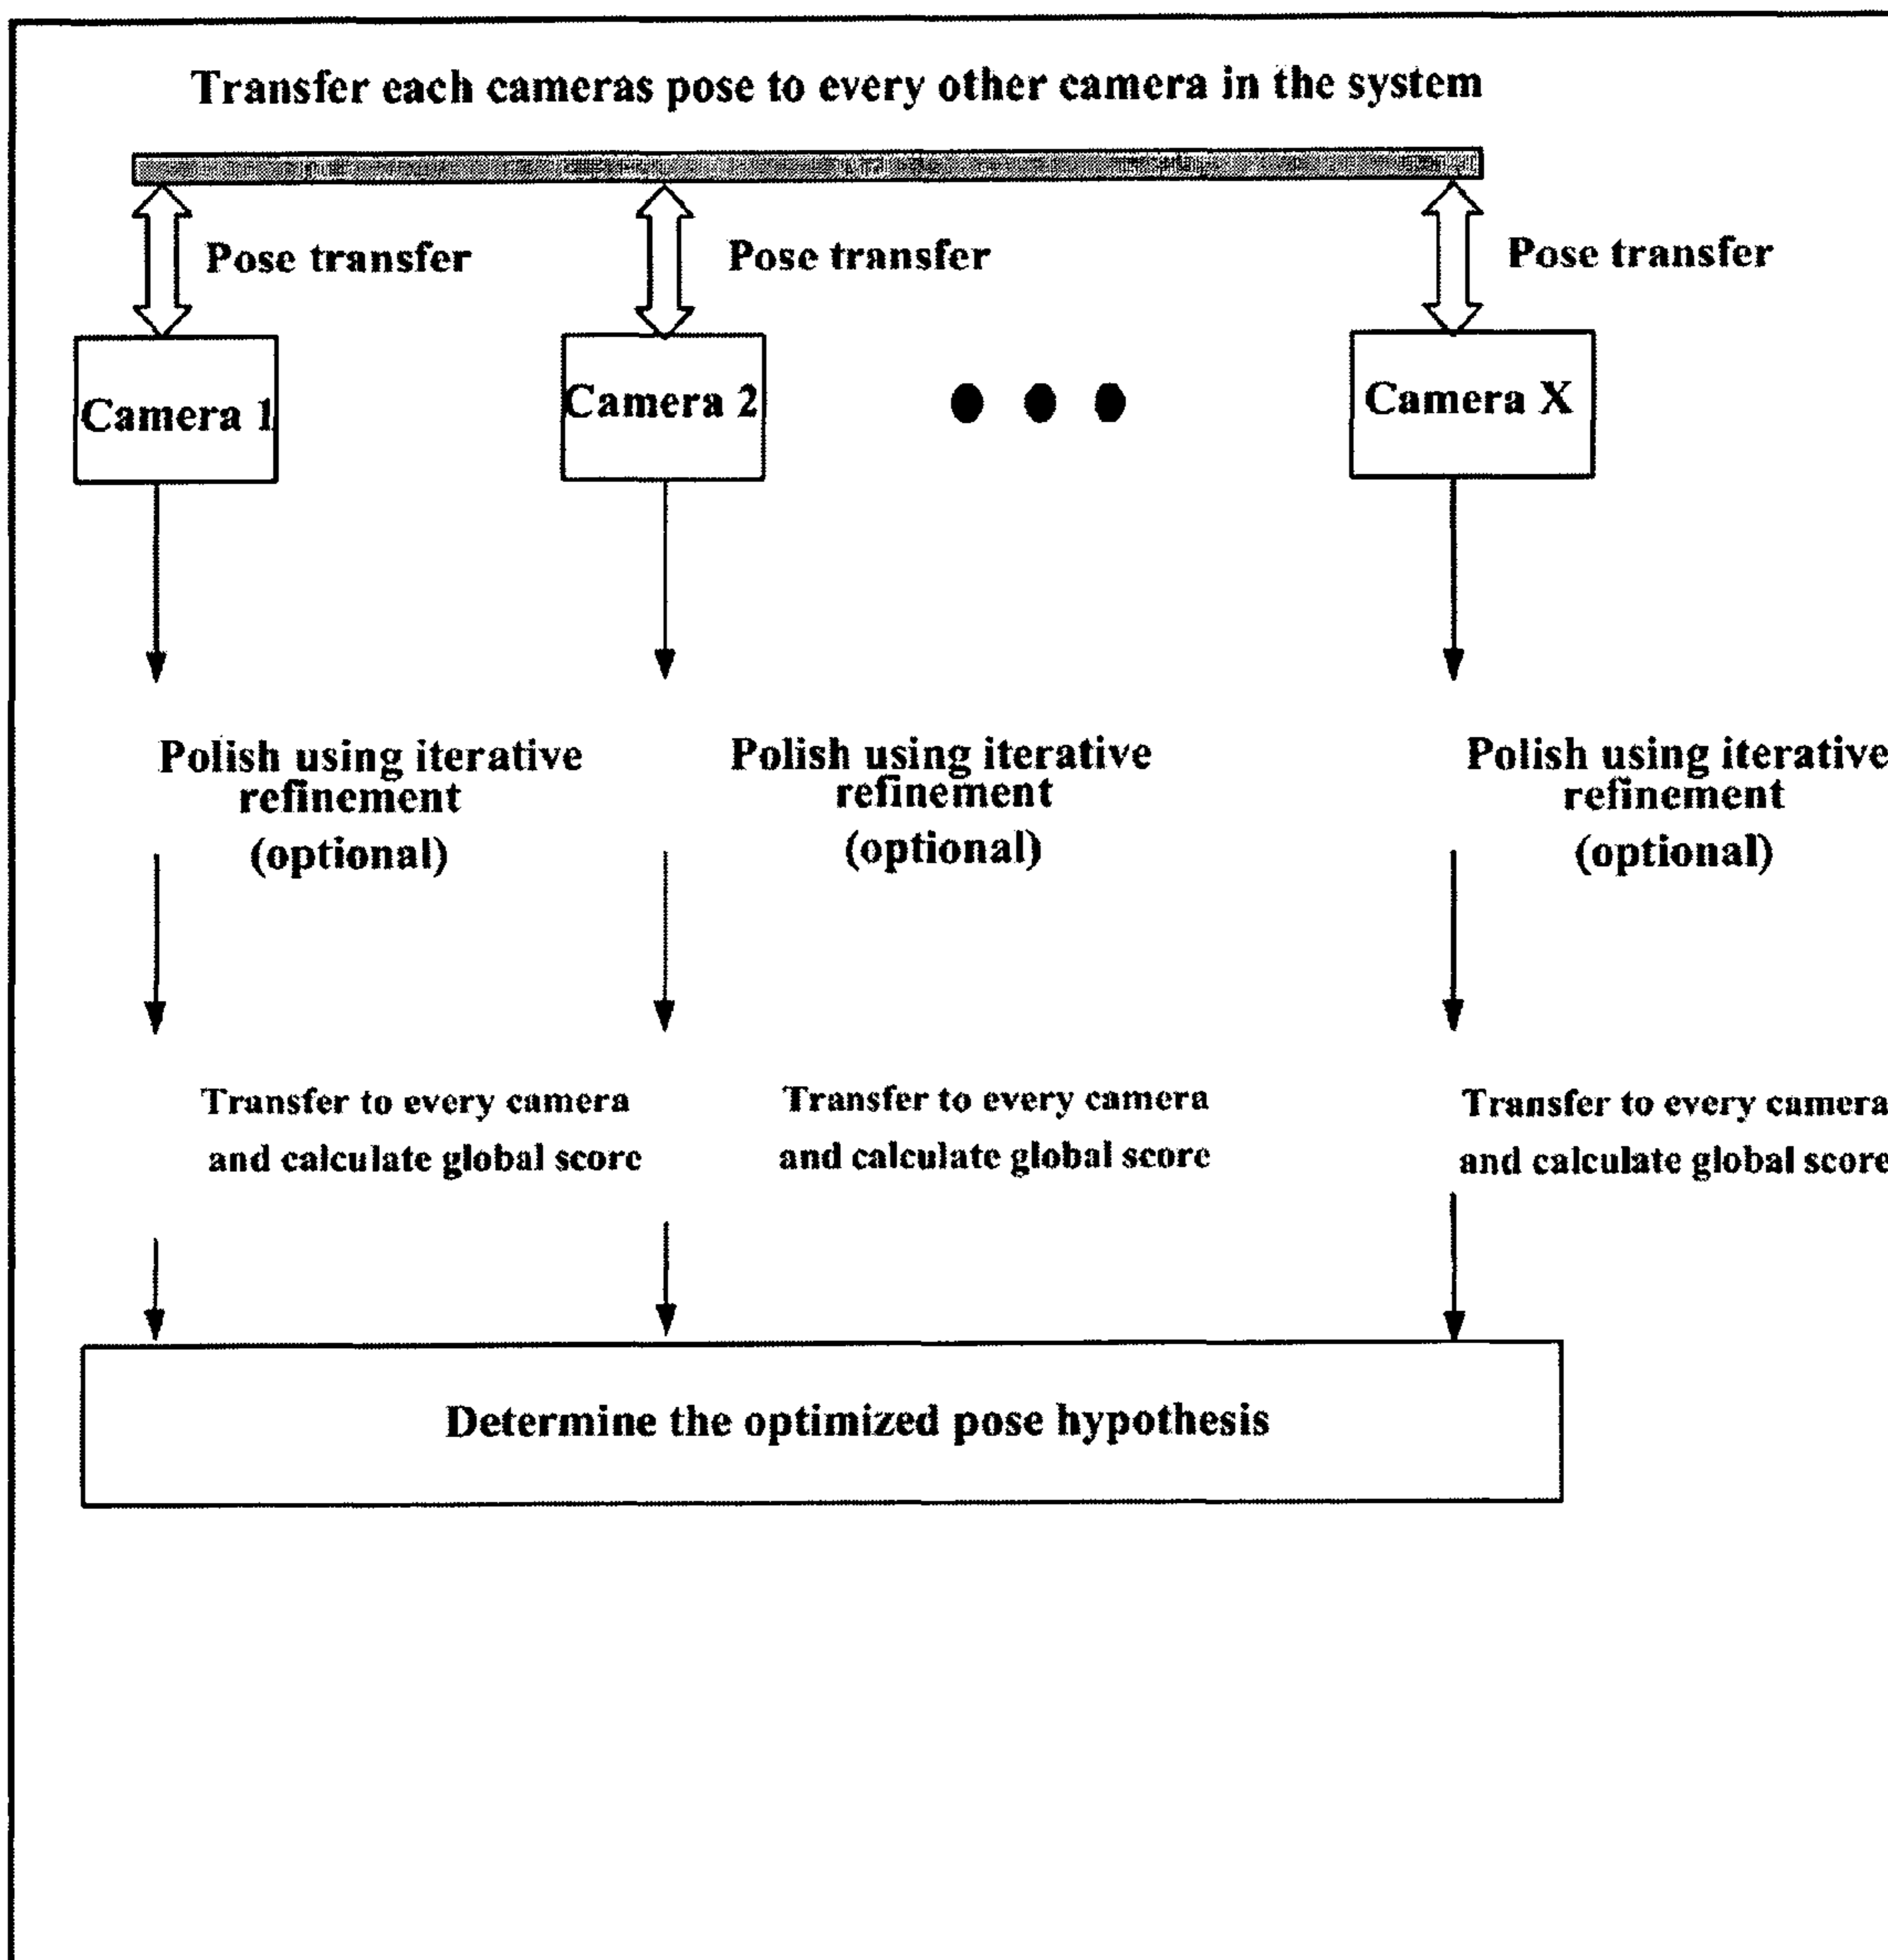 Transfer each cameras pose to every other camera in the system
Pose transfer
Pose transfer
Pose transfer
Camera 1
Camera 2
Camera X
Polish using iterative
refinement
(optional)
Polish using iterative
refinement
(optional)
Polish using iterative
refinement
(optional)
Transfer to every camera
and calculate global score
Transfer to every camera
and calculate global score
Transfer to every camera
and calculate global score
Determine the optimized pose hypothesis